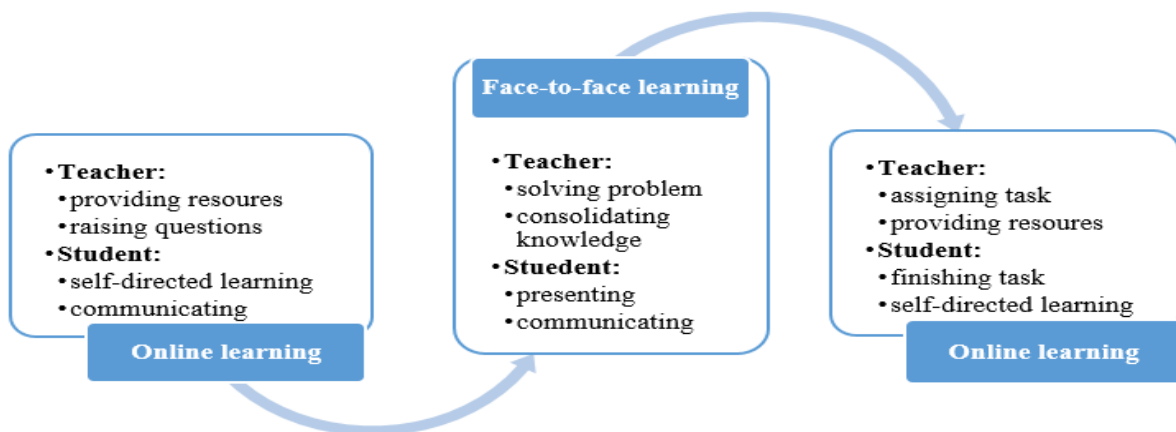 • Teacher:
• providing resoures
• raising questions
• Student:
• self-directed learning
• communicating
Online learning
Face-to-face learning
• Teacher:
• solving problem
• consolidating
knowledge
• Stuedent:
• presenting
• communicating
• Teacher:
• assigning task
• providing resoures
• Student:
• finishing task
• self-directed learning
Online learning